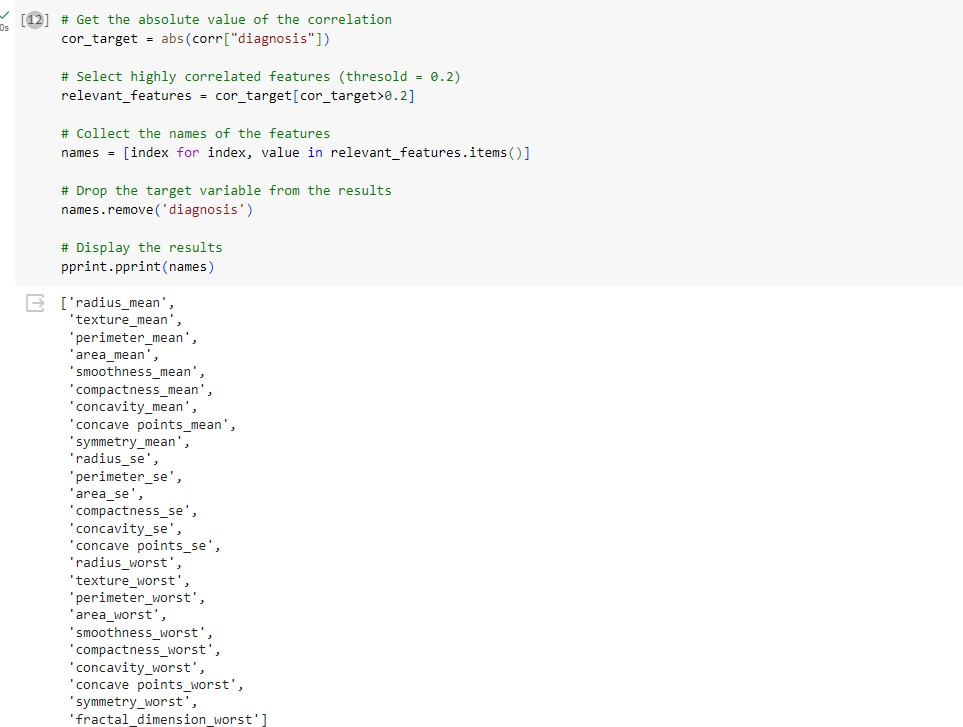 [12] # Get the absolute value of the correlation
0s
cor_target = abs(corr["diagnosis"])
# Select highly correlated features (thresold = 0.2)
relevant_features = cor_target[cor_target>0.2]
# Collect the names of the features
names = [index for index, value in relevant_features.items()]
# Drop the target variable from the results
names.remove('diagnosis')
# Display the results
pprint.pprint(names)
['radius_mean',
'texture_mean',
'perimeter_mean',
'area_mean',
'smoothness_mean',
'compactness_mean',
'concavity_mean',
'concave points_mean',
'symmetry_mean',
'radius_se',
'perimeter_se',
'area_se',
'compactness_se',
'concavity_se',
'concave points_se',
'radius_worst',
'texture_worst',
'perimeter_worst',
'area_worst',
'smoothness_worst',
'compactness_worst',
'concavity_worst',
'concave points_worst',
'symmetry_worst',
'fractal_dimension_worst']